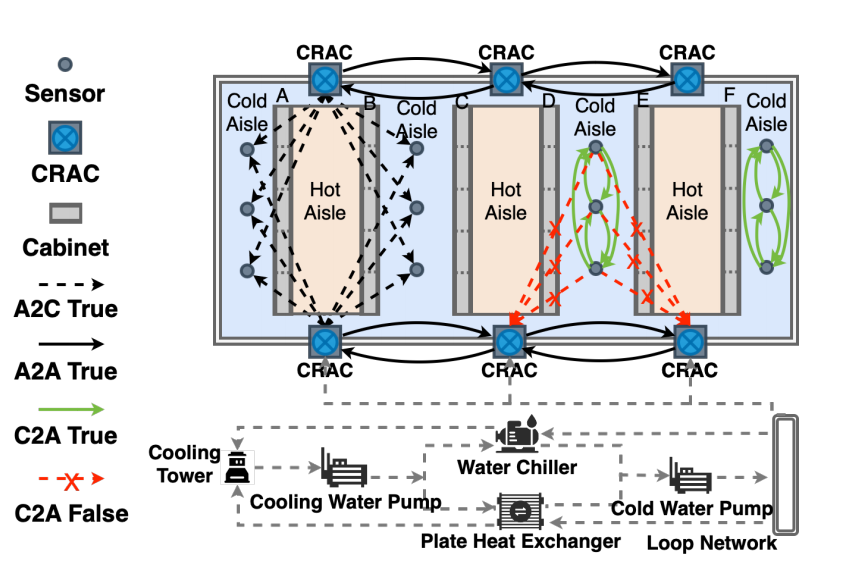 CRAC
CRAC
CRAC
Sensor
CRAC
Cabinet
A2C True
A2A True
C2A True
C2A False
Cold
Aisle
A
B
Cold
Aisle
C
D
Cold
Aisle
E
F
Cold
Aisle
Hot
Aisle
Hot
Aisle
Hot
Aisle
CRAC
CRAC
CRAC
Cooling
Tower
Cooling Water Pump
Water Chiller
Plate Heat Exchanger
Cold Water Pump
Loop Network